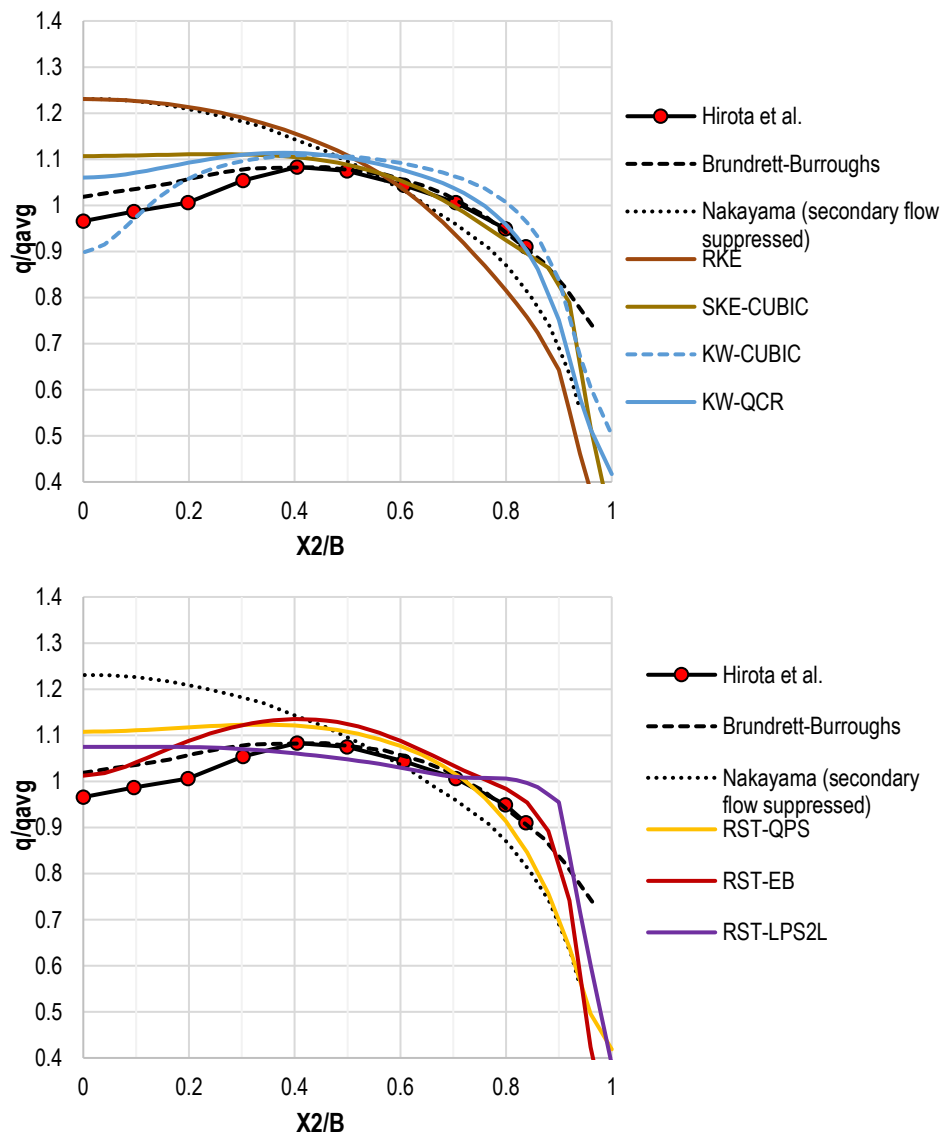 1.4
1.3
1.2
1.1
1
0.9
0.8
0.7
0.6
0.5
0.4
q/qavg
0
0.2
0.4
0.6
0.8
1
X2/B
Hirota et al.
Brundrett-Burroughs
Nakayama (secondary flow
suppressed)
RKE
SKE-CUBIC
KW-CUBIC
KW-QCR
1.4
1.3
1.2
1.1
1
0.9
0.8
0.7
0.6
0.5
0.4
q/qavg
0
0.2
0.4
0.6
0.8
1
X2/B
Hirota et al.
Brundrett-Burroughs
Nakayama (secondary
flow suppressed)
RST-QPS
RST-EB
RST-LPS2L